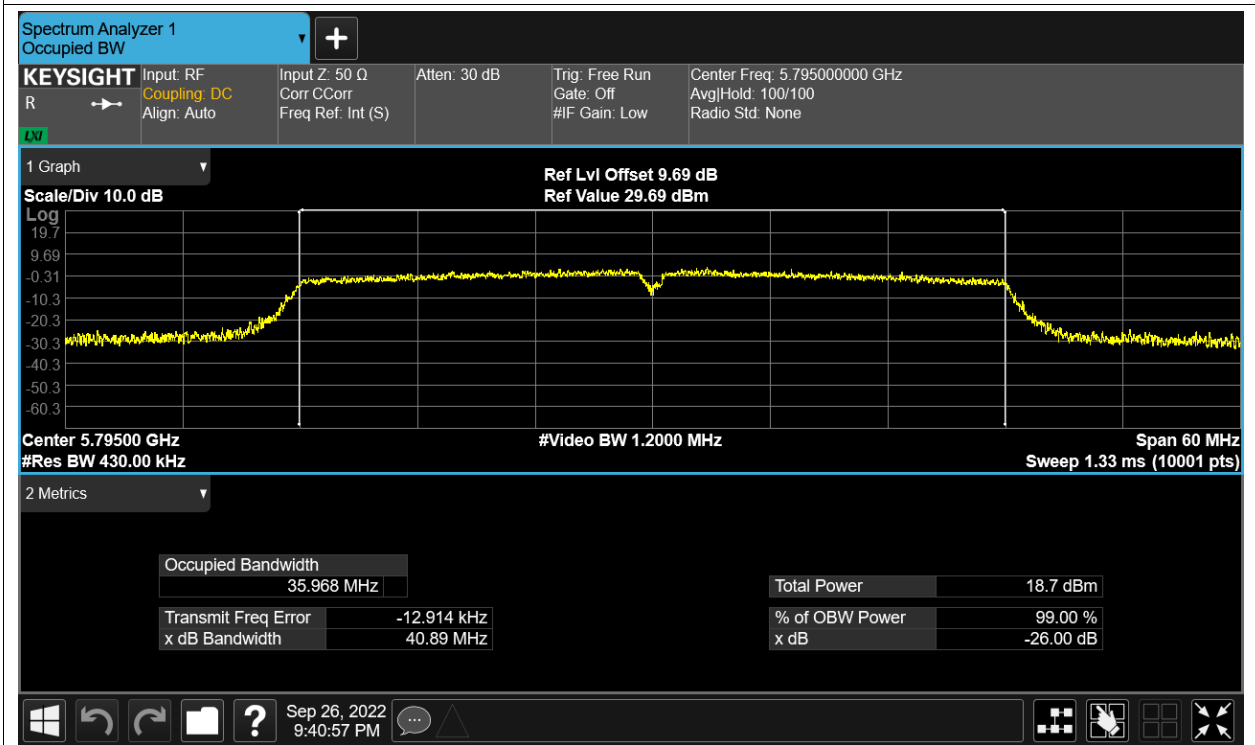 Spectrum Analyzer 1
Occupied BW
KEYSIGHT
R
LXI
Input: RF
Coupling: DC
Align: Auto
Input Z: 50 Ω
Corr CCorr
Freq Ref: Int (S)
Atten: 30 dB
Trig: Free Run
Gate: Off
#IF Gain: Low
Center Freq: 5.795000000 GHz
Avg|Hold: 100/100
Radio Std: None
1 Graph
Scale/Div 10.0 dB
Ref Lvl Offset 9.69 dB
Ref Value 29.69 dBm
Log
19.7
9.69
-0.31
-10.3
-20.3
-30.3
-40.3
-50.3
-60.3
Center 5.79500 GHz
#Video BW 1.2000 MHz
Span 60 MHz
#Res BW 430.00 kHz
Sweep 1.33 ms (10001 pts)
2 Metrics
Occupied Bandwidth
35.968 MHz
Transmit Freq Error -12.914 kHz
x dB Bandwidth 40.89 MHz
Total Power 18.7 dBm
% of OBW Power 99.00 %
x dB -26.00 dB
?
Sep 26, 2022
9:40:57 PM